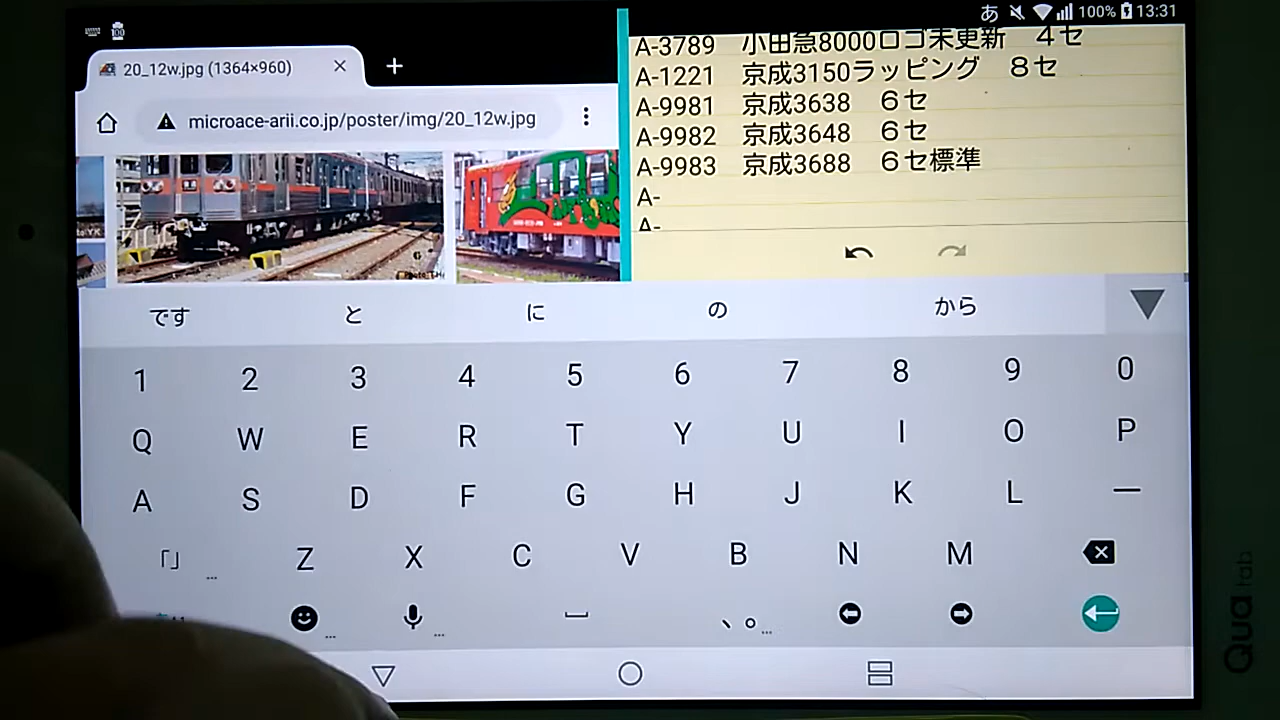 100
あ 100% 13:31
20_12w.jpg (1364×960)
microace-arii.co.jp/poster/img/20_12w.jpg
A-3789 小田急8000ロゴ未更新 4セ
A-1221 京成3150ラッピング 8セ
A-9981 京成3638 6セ
A-9982 京成3648 6セ
A-9983 京成3688 6セ標準
A-
A-
です と に の から
1 2 3 4 5 6 7 8 9 0
Q W E R T Y U I O P
A S D F G H J K L ー
「」 Z X C V B N M
、。
Qua tab